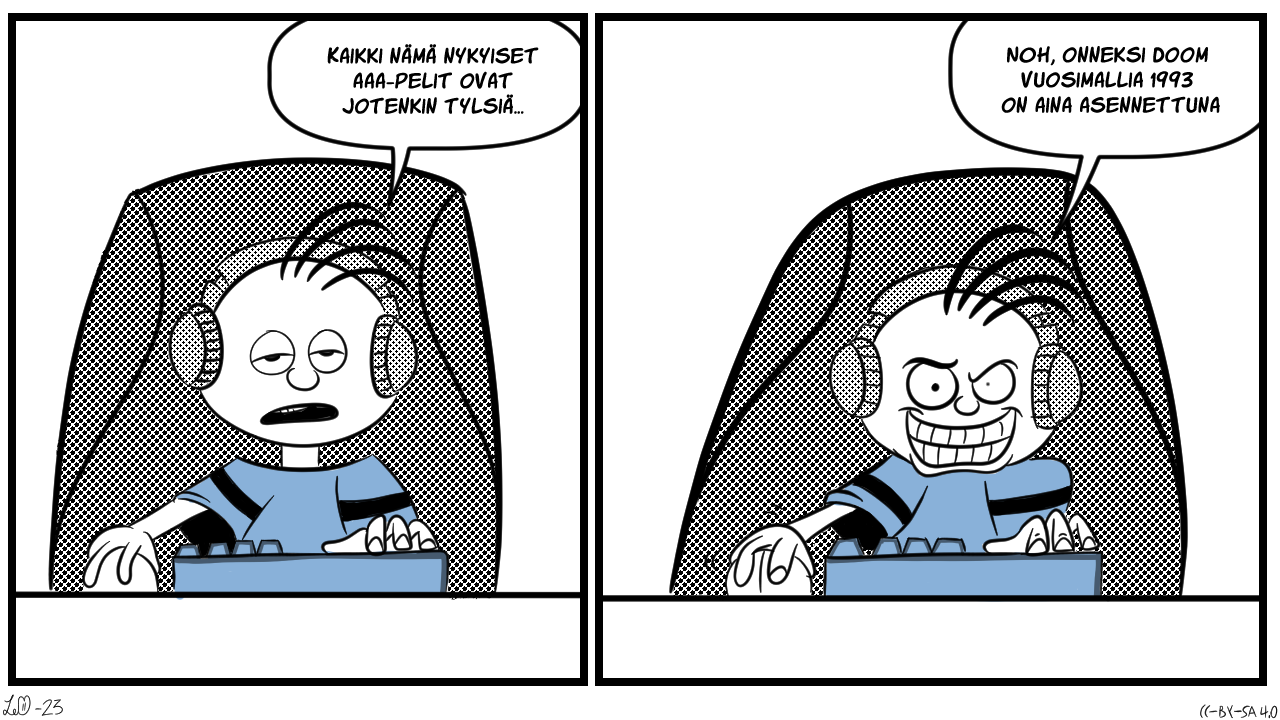 KAIKKI NÄMÄ NYKYISET
AAA-PELIT OVAT
JOTENKIN TYLSIÄ...
NOH, ONNEKSI DOOM
VUOSIMALLIA 1993
ON AINA ASENNETTUNA
-23
CC-BY-SA 4.0